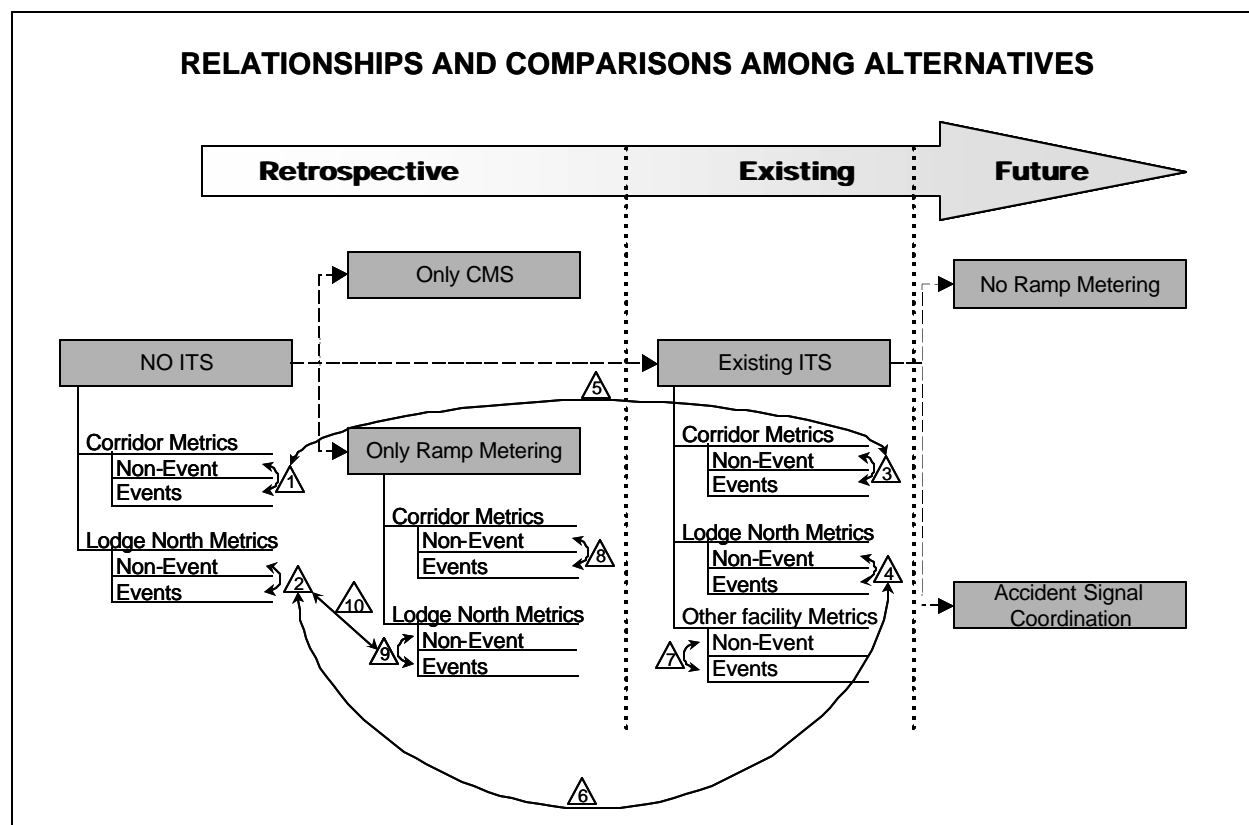 RELATIONSHIPS AND COMPARISONS AMONG ALTERNATIVES
Retrospective
Existing
Future
Only CMS
No Ramp Metering
NO ITS
Existing ITS
5
Corridor Metrics
Non-Event
Events
1
Lodge North Metrics
Non-Event
Events
2
10
Only Ramp Metering
Corridor Metrics
Non-Event
Events
8
Lodge North Metrics
Non-Event
Events
9
Corridor Metrics
Non-Event
Events
3
Lodge North Metrics
Non-Event
Events
4
Other facility Metrics
Non-Event
Events
7
Accident Signal
Coordination
6